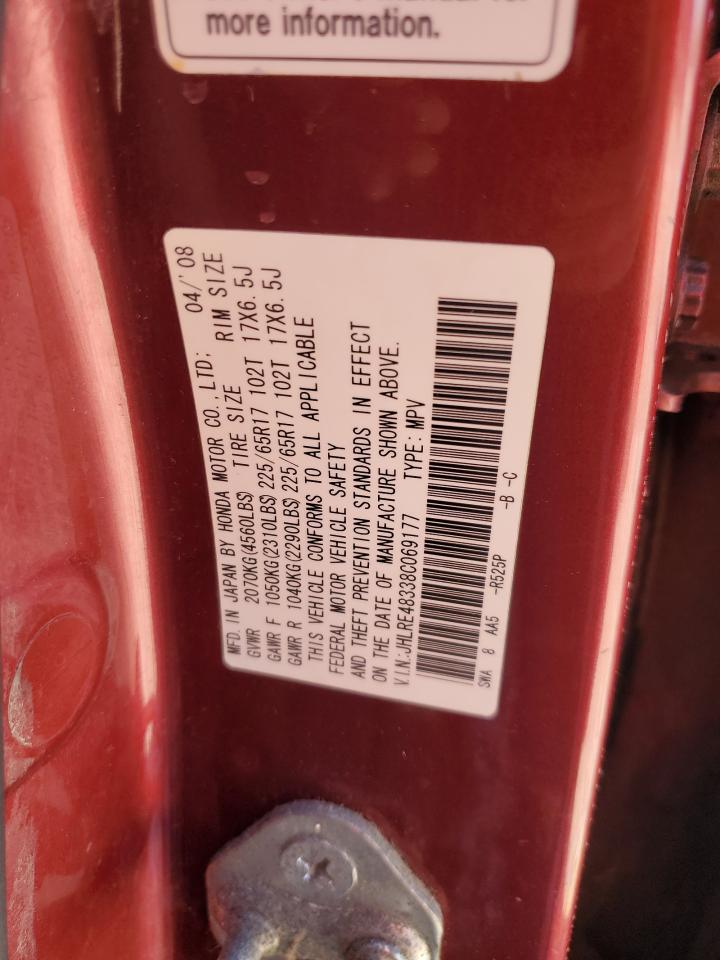 more information.
MFD. IN JAPAN BY HONDA MOTOR CO., LTD: 04/'08
GVWR 2070KG(4560LBS) TIRE SIZE RIM SIZE
GAWR F 1050KG(2310LBS) 225/65R17 102T 17X6.5J
GAWR R 1040KG(2290LBS) 225/65R17 102T 17X6.5J
THIS VEHICLE CONFORMS TO ALL APPLICABLE
FEDERAL MOTOR VEHICLE SAFETY
AND THEFT PREVENTION STANDARDS IN EFFECT
ON THE DATE OF MANUFACTURE SHOWN ABOVE.
V.I.N.:JHLRE48338C069177 TYPE: MPV
SWA 8 AA5 -R525P -B -C